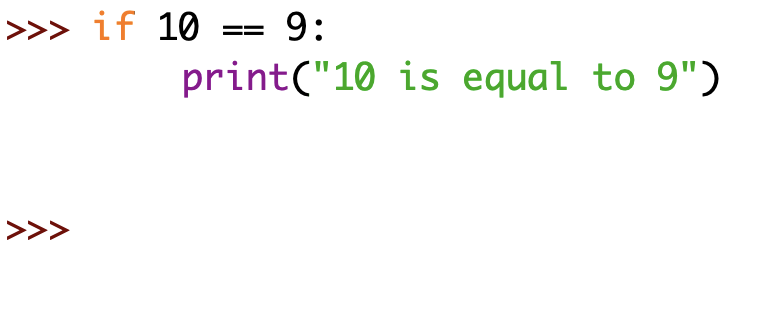 >>> if 10 == 9:
        print("10 is equal to 9")
>>>